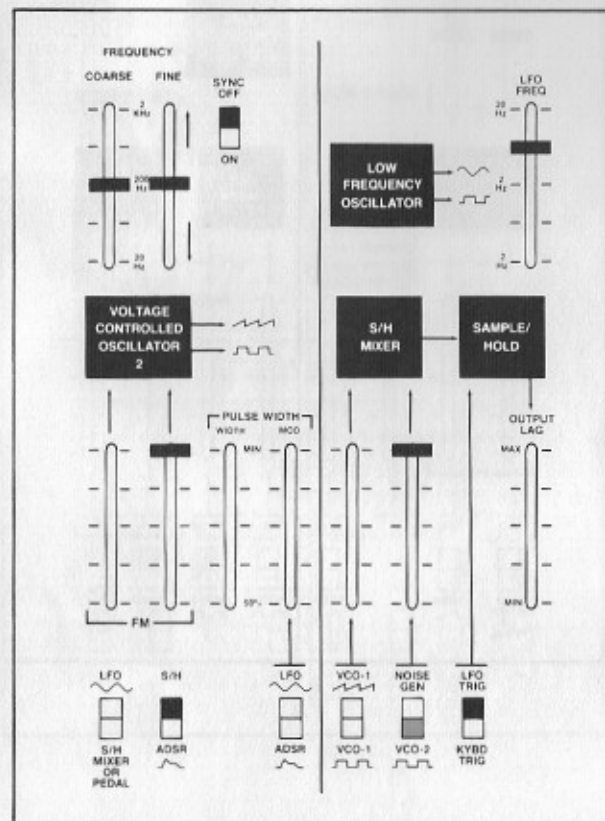 FREQUENCY
COARSE FINE
SYNC
OFF
ON
2
KHz
200
Hz
20
Hz
VOLTAGE
CONTROLLED
OSCILLATOR
2
PULSE WIDTH
WIDTH MOD
MIN
50%
FM
LFO
S/H
MIXER
OR
PEDAL
S/H
ADSR
LFO
ADSR
LFO
FREQ
20
Hz
2
Hz
.2
Hz
LOW
FREQUENCY
OSCILLATOR
S/H
MIXER
SAMPLE/
HOLD
OUTPUT
LAG
MAX
MIN
VCO-1
VCO-1
NOISE
GEN
VCO-2
LFO
TRIG
KYBD
TRIG